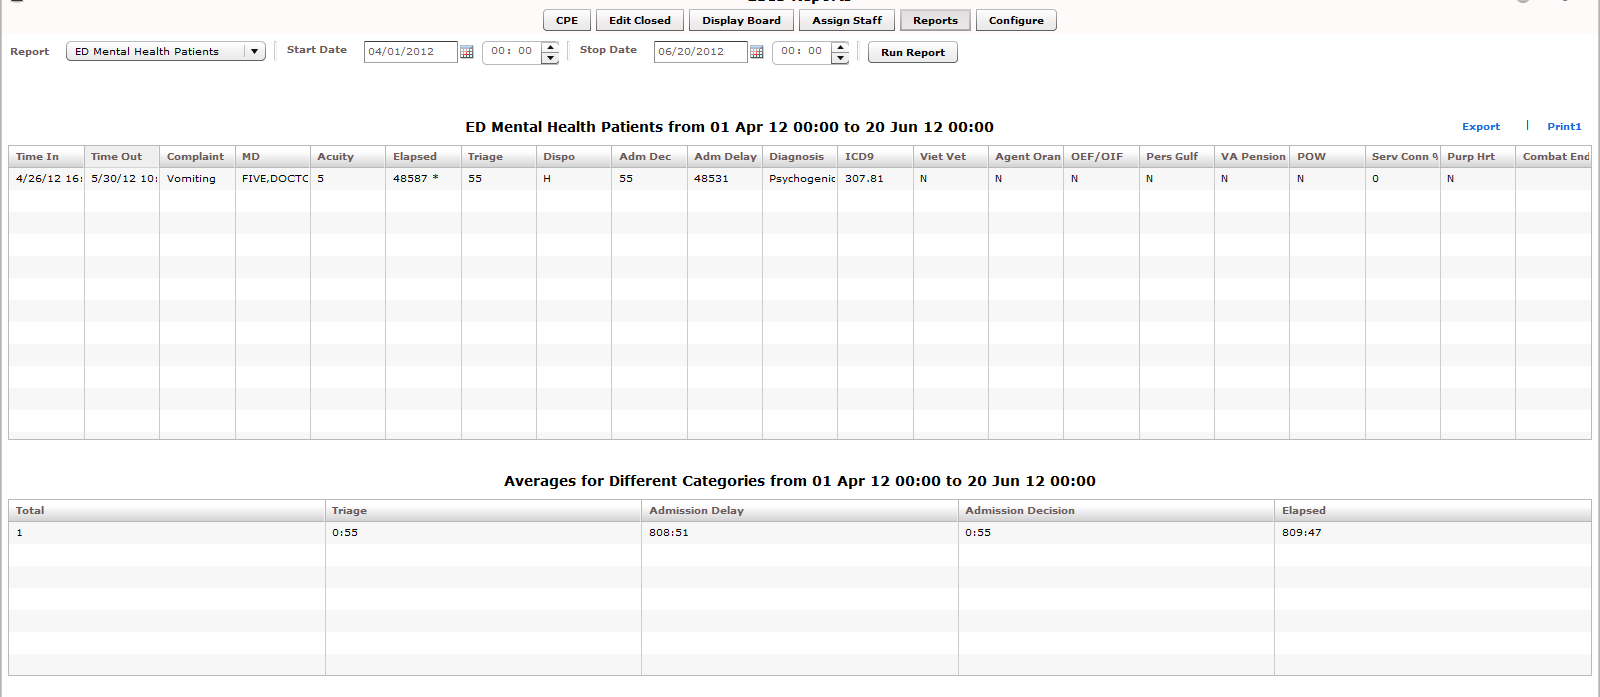 CPE Edit Closed Display Board Assign Staff Reports Configure
Report ED Mental Health Patients Start Date 04/01/2012 00: 00 Stop Date 06/20/2012 00: 00 Run Report
ED Mental Health Patients from 01 Apr 12 00:00 to 20 Jun 12 00:00
Export | Print1
Time In Time Out Complaint MD Acuity Elapsed Triage Dispo Adm Dec Adm Delay Diagnosis ICD9 Viet Vet Agent Oran OEF/OIF Pers Gulf VA Pension POW Serv Conn % Purp Hrt Combat End
4/26/12 16: 5/30/12 10: Vomiting FIVE,DOCTO 5 48587 * 55 H 55 48531 Psychogenic 307.81 N N N N N N 0 N
Averages for Different Categories from 01 Apr 12 00:00 to 20 Jun 12 00:00
Total Triage Admission Delay Admission Decision Elapsed
1 0:55 808:51 0:55 809:47